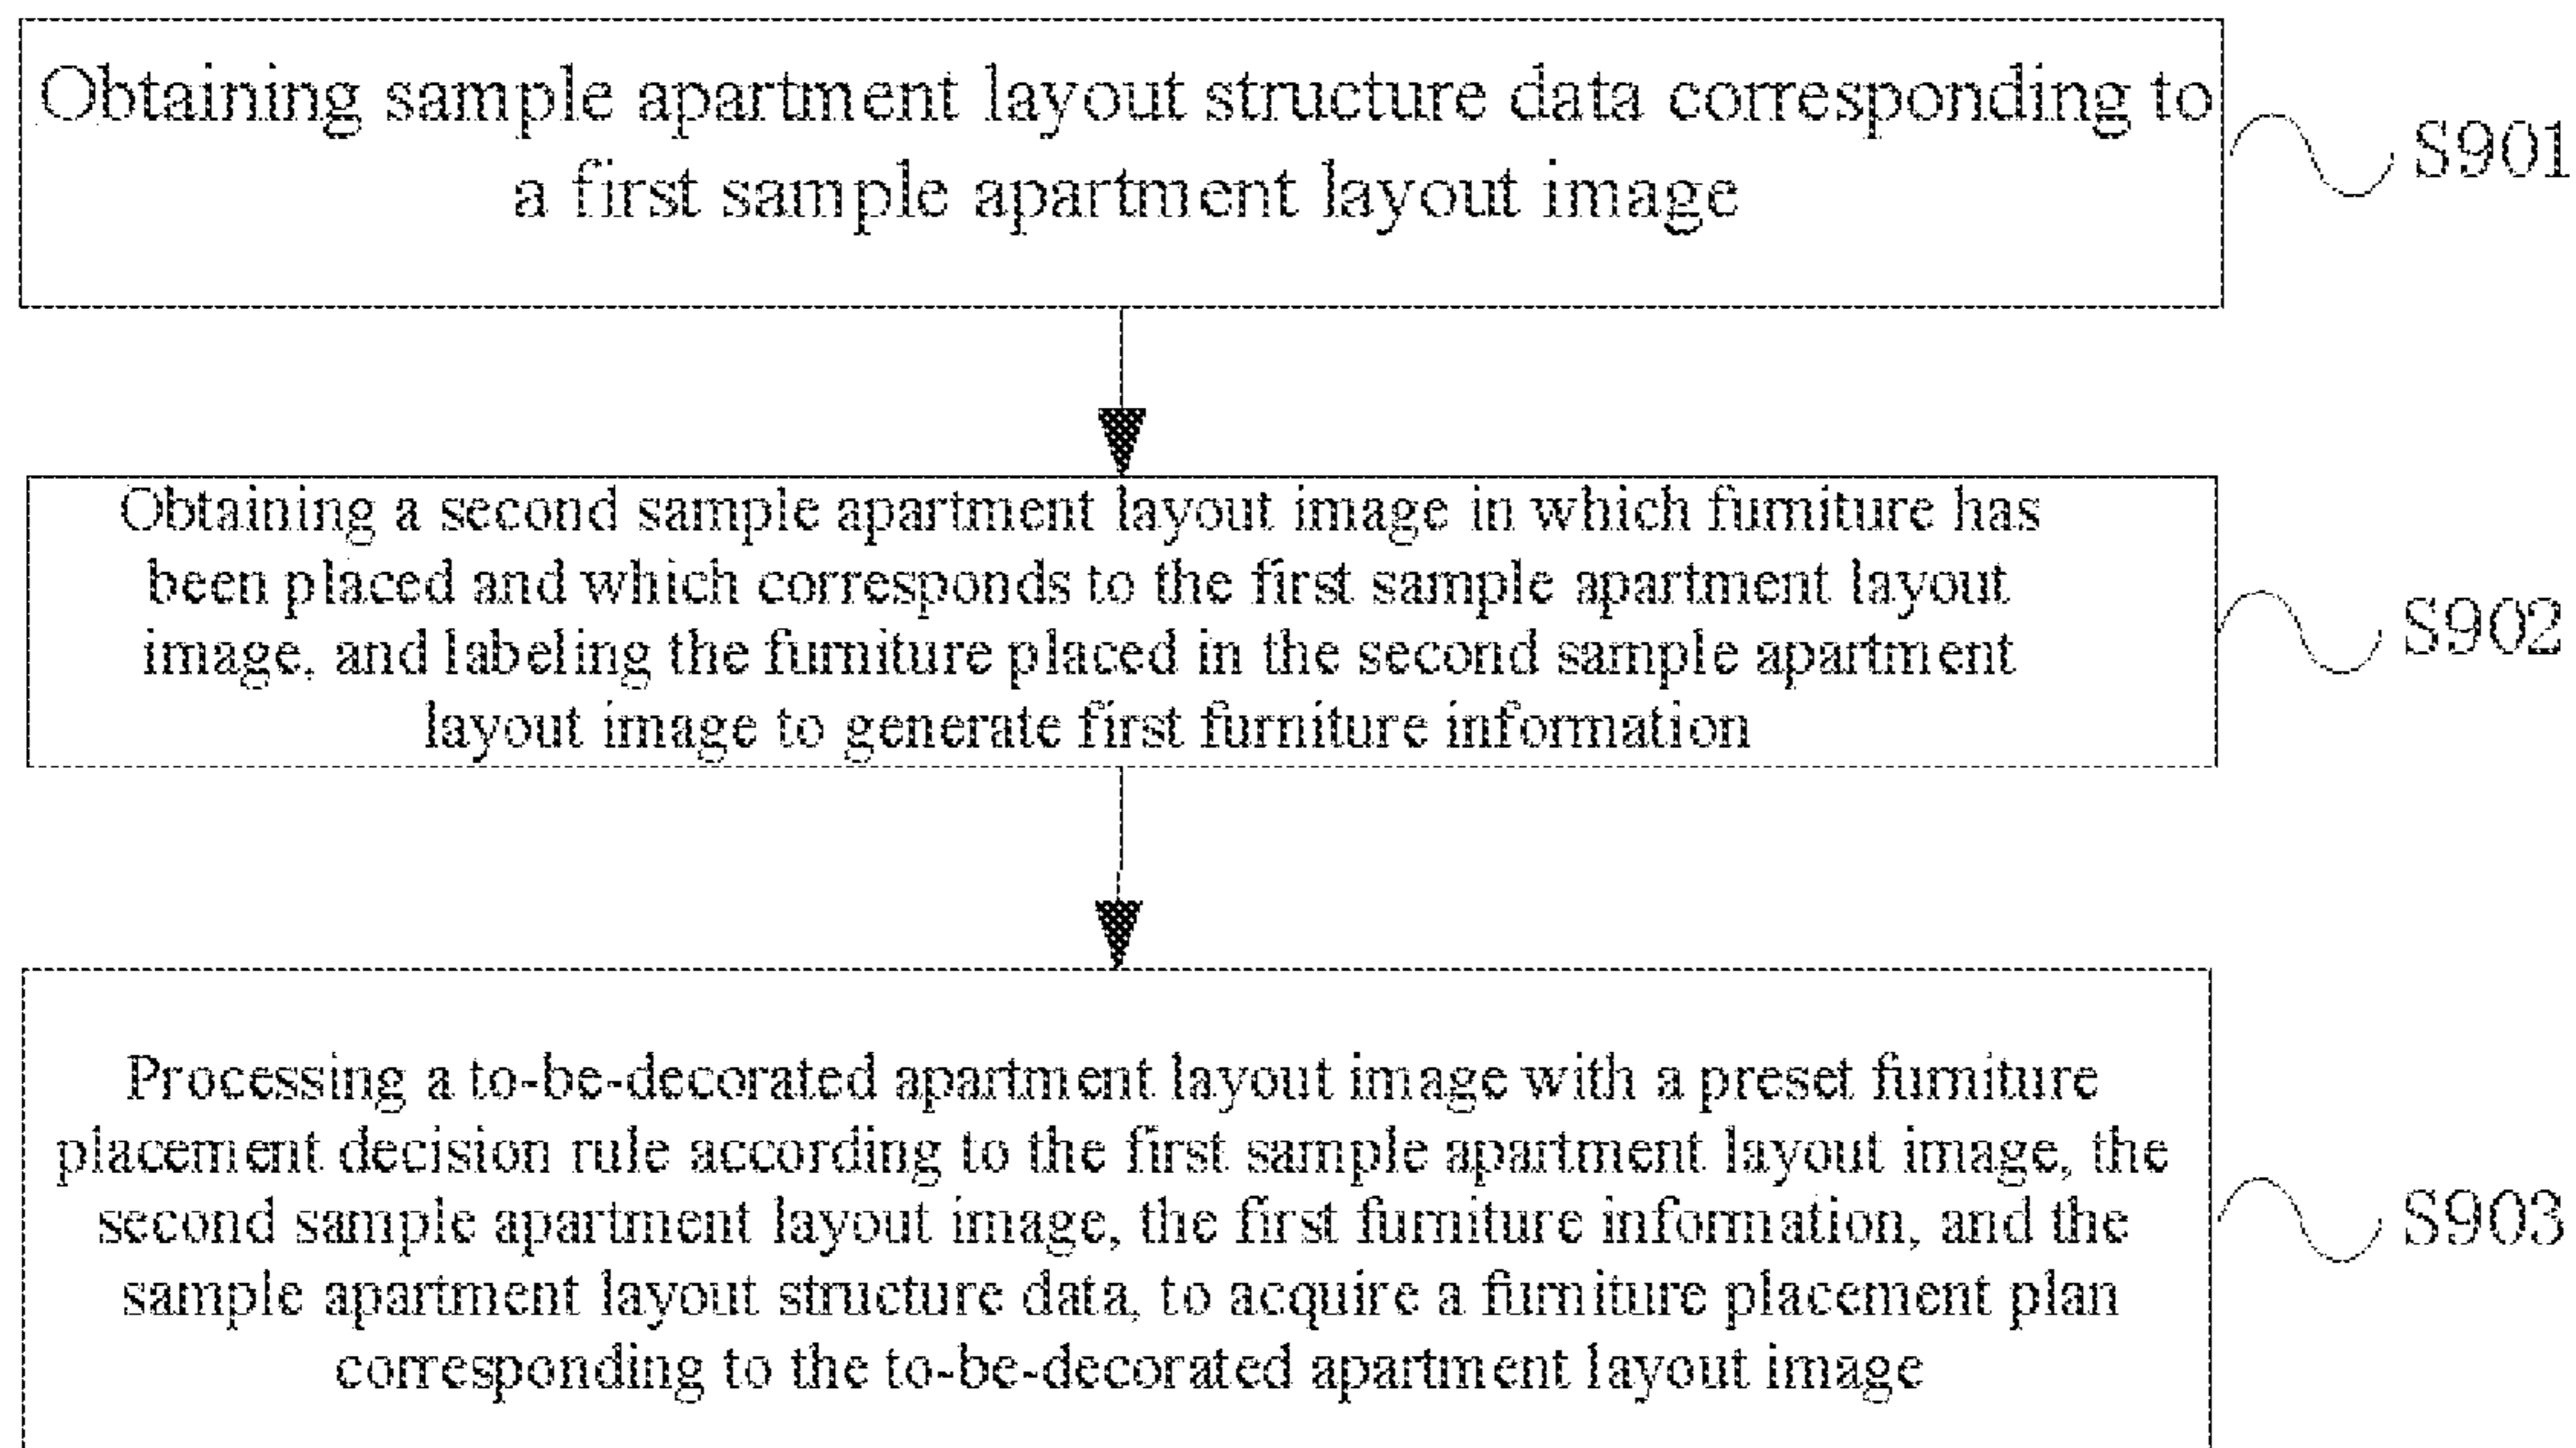 Obtaining sample apartment layout structure data corresponding to
a first sample apartment layout image
S901
Obtaining a second sample apartment layout image in which furniture has
been placed and which corresponds to the first sample apartment layout
image, and labeling the furniture placed in the second sample apartment
layout image to generate first furniture information
S902
Processing a to-be-decorated apartment layout image with a preset furniture
placement decision rule according to the first sample apartment layout image, the
second sample apartment layout image, the first furniture information, and the
sample apartment layout structure data, to acquire a furniture placement plan
corresponding to the to-be-decorated apartment layout image
S903